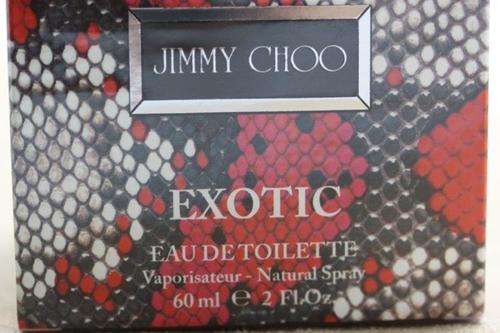 JIMMY CHOO
EXOTIC
EAU DE TOILETTE
Vaporisateur - Natural Spray
60 ml ℮ 2 Fl.Oz.